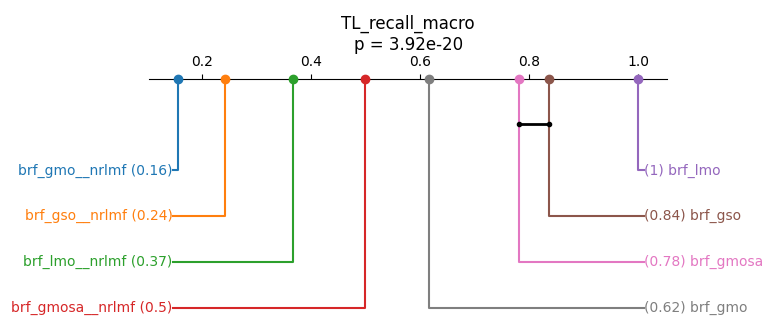 TL_recall_macro
p = 3.92e-20
0.2 0.4 0.6 0.8 1.0
brf_gmo__nrlmf (0.16) (1) brf_lmo
brf_gso__nrlmf (0.24) (0.84) brf_gso
brf_lmo__nrlmf (0.37) (0.78) brf_gmosa
brf_gmosa__nrlmf (0.5) (0.62) brf_gmo